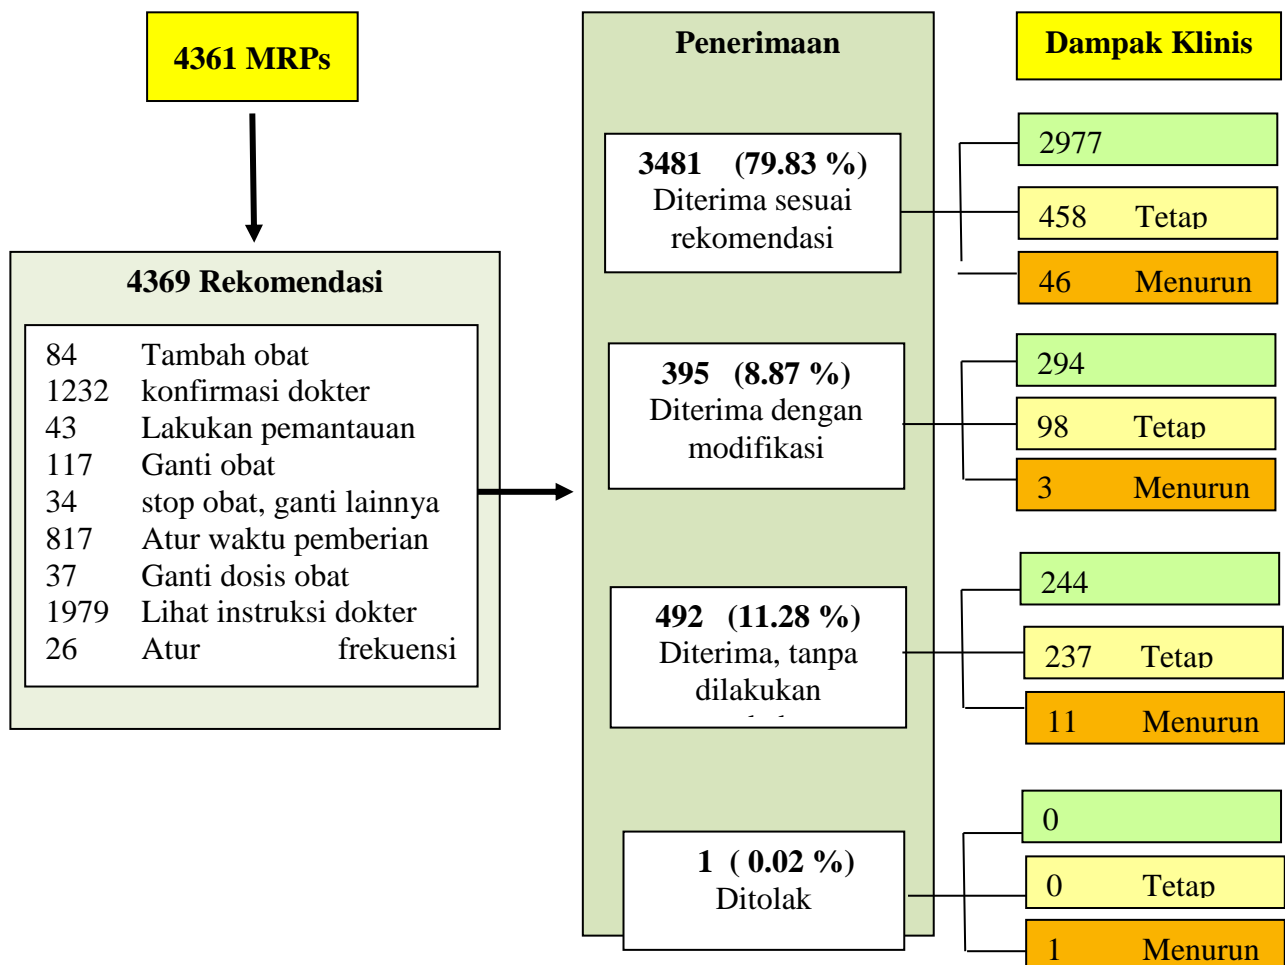 4361 MRPs
4369 Rekomendasi
84 Tambah obat
1232 konfirmasi dokter
43 Lakukan pemantauan
117 Ganti obat
34 stop obat, ganti lainnya
817 Atur waktu pemberian
37 Ganti dosis obat
1979 Lihat instruksi dokter
26 Atur frekuensi
Penerimaan
3481 (79.83 %)
Diterima sesuai
rekomendasi
395 (8.87 %)
Diterima dengan
modifikasi
492 (11.28 %)
Diterima, tanpa
dilakukan
1 ( 0.02 %)
Ditolak
Dampak Klinis
2977
458 Tetap
46 Menurun
294
98 Tetap
3 Menurun
244
237 Tetap
11 Menurun
0
0 Tetap
1 Menurun